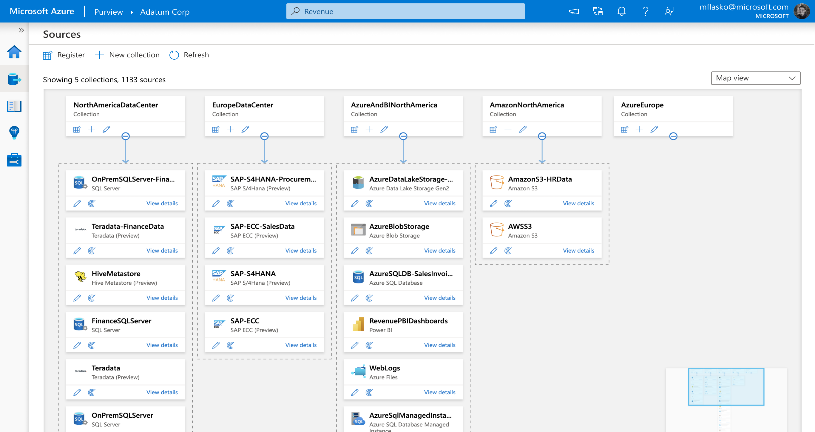 Microsoft Azure Purview ▸ Adatum Corp Revenue mflasko@microsoft.com
MICROSOFT
Sources
Register New collection Refresh
Showing 5 collections, 1133 sources Map view
NorthAmericaDataCenter
Collection
EuropeDataCenter
Collection
AzureAndBINorthAmerica
Collection
AmazonNorthAmerica
Collection
AzureEurope
Collection
OnPremSQLServer-Fina...
SQL Server
View details
Teradata-FinanceData
Teradata (Preview)
View details
HiveMetastore
Hive Metastore (Preview)
View details
FinanceSQLServer
SQL Server
View details
Teradata
Teradata (Preview)
View details
OnPremSQLServer
SQL Server
SAP-S4HANA-Procurem...
SAP S/4Hana (Preview)
View details
SAP-ECC-SalesData
SAP ECC (Preview)
View details
SAP-S4HANA
SAP S/4Hana (Preview)
View details
SAP-ECC
SAP ECC (Preview)
View details
AzureDataLakeStorage-...
Azure Data Lake Storage Gen2
View details
AzureBlobStorage
Azure Blob Storage
View details
AzureSQLDB-SalesInvoi...
Azure SQL Database
View details
RevenuePBIDashboards
Power BI
View details
WebLogs
Azure Files
View details
AzureSqlManagedInsta...
Azure SQL Database Managed
Instance
AmazonS3-HRData
Amazon S3
View details
AWSS3
Amazon S3
View details